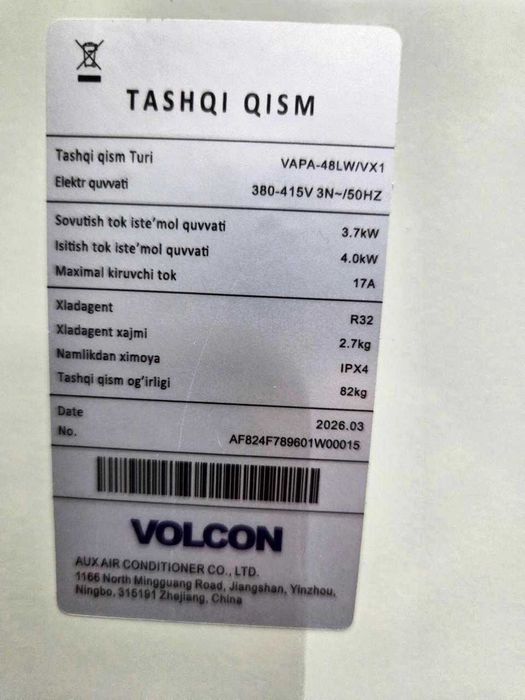 TASHQI QISM
Tashqi qism Turi VAPA-48LW/VX1
Elektr quvvati 380-415V 3N~/50HZ
Sovutish tok iste'mol quvvati 3.7kW
Isitish tok iste'mol quvvati 4.0kW
Maximal kiruvchi tok 17A
Xladagent R32
Xladagent xajmi 2.7kg
Namlikdan ximoya IPX4
Tashqi qism og'irligi 82kg
Date 2026.03
No. AF824F789601W00015
VOLCON
AUX AIR CONDITIONER CO., LTD.
1166 North Mingguang Road, Jiangshan, Yinzhou,
Ningbo, 315191 Zhejiang, China